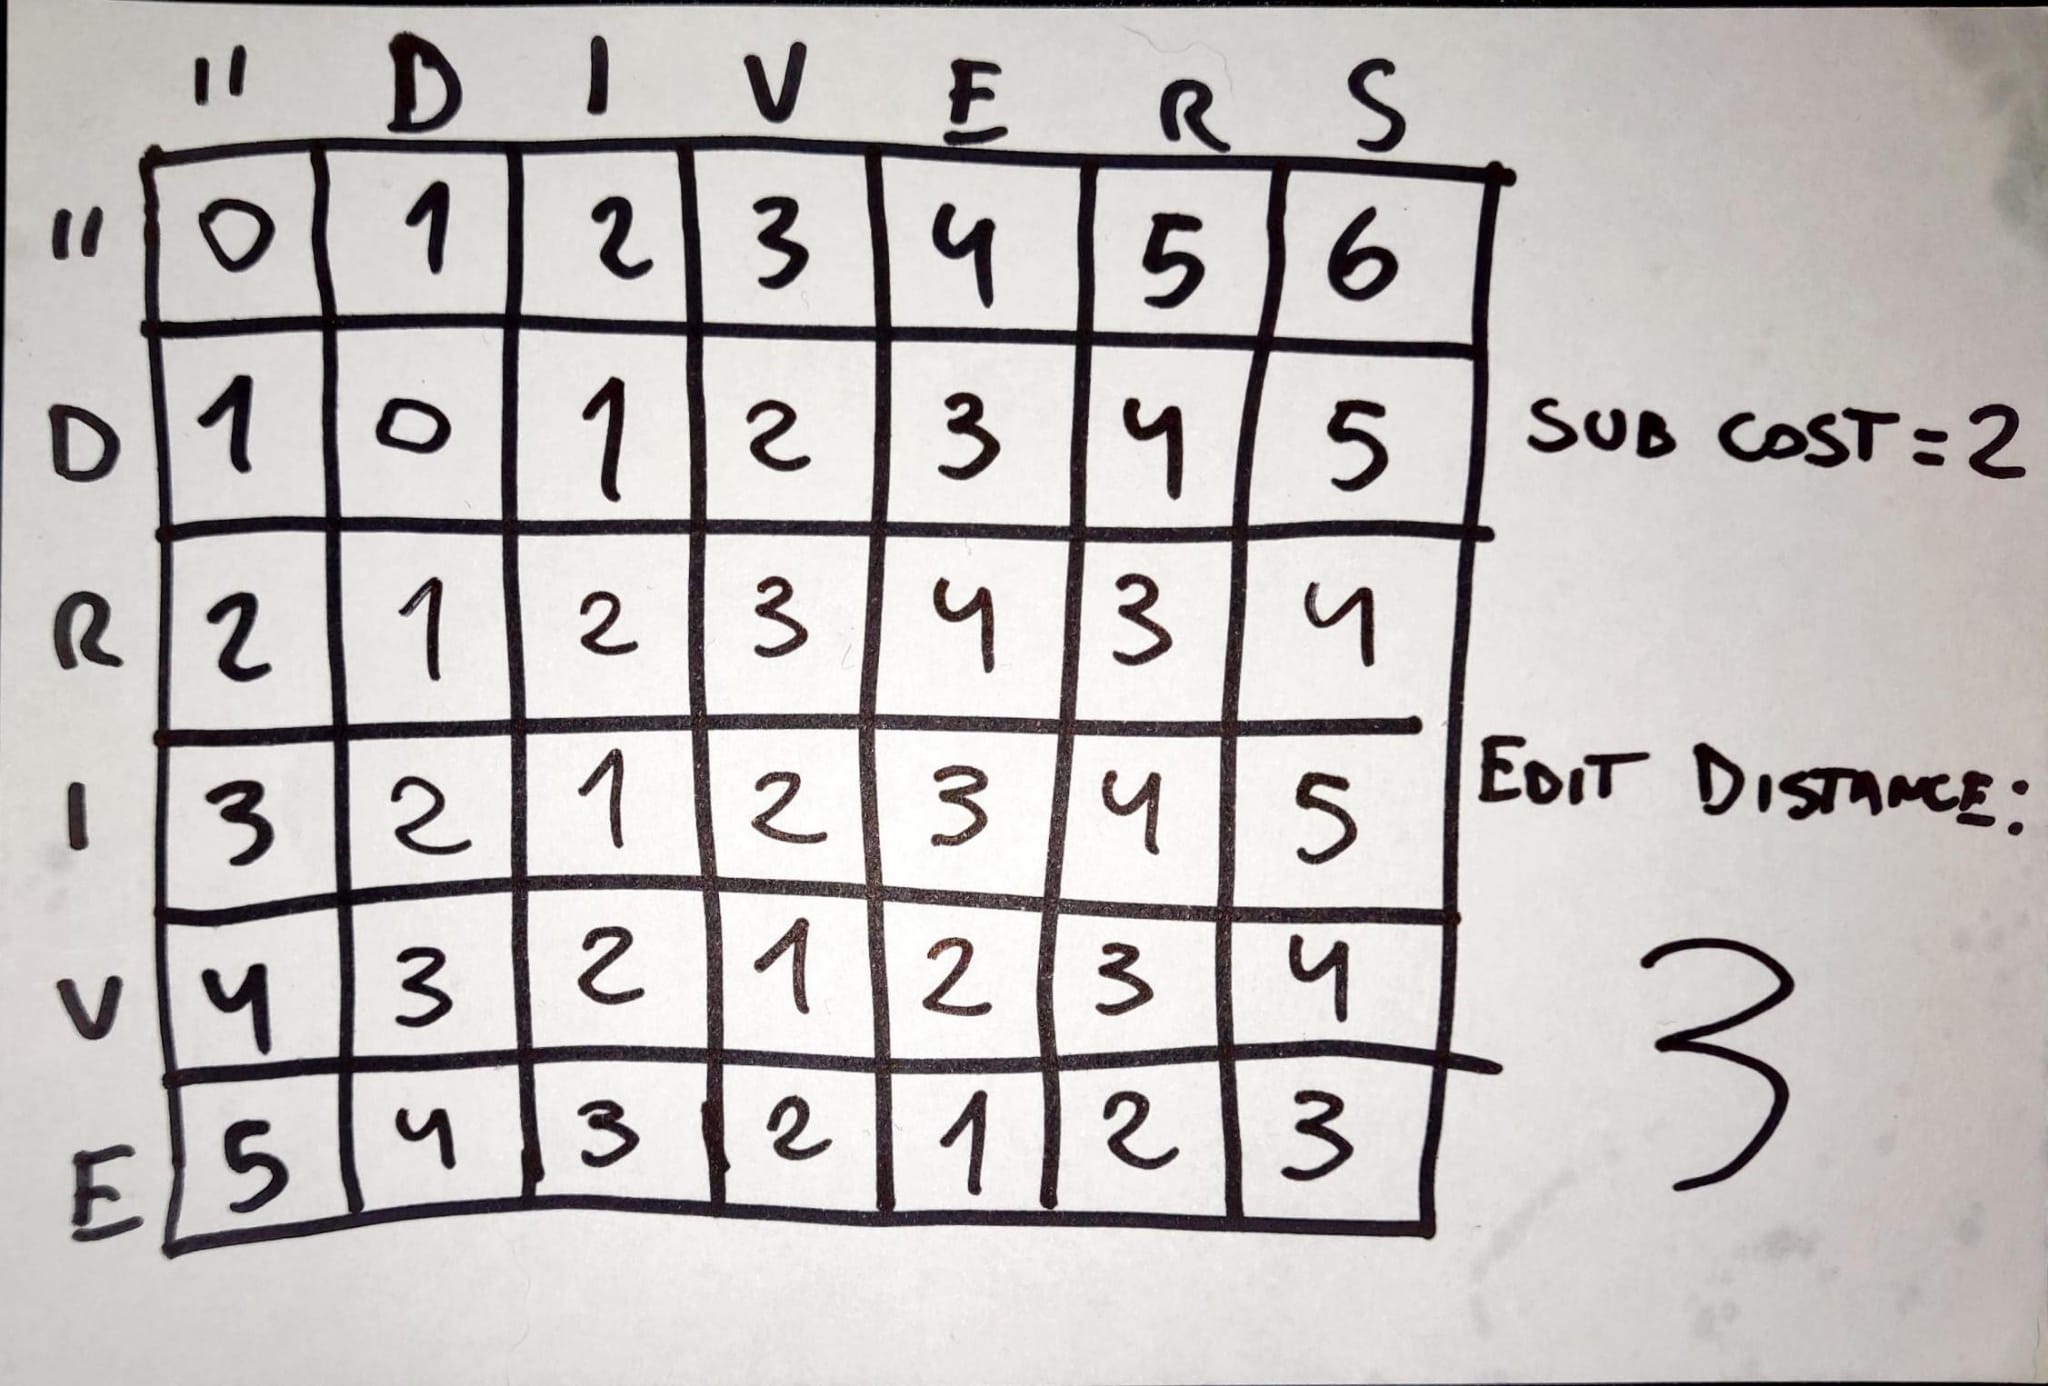 " D I V E R S
" 0 1 2 3 4 5 6
D 1 0 1 2 3 4 5 SUB COST=2
R 2 1 2 3 4 3 4
I 3 2 1 2 3 4 5 EDIT DISTANCE:
V 4 3 2 1 2 3 4 3
E 5 4 3 2 1 2 3